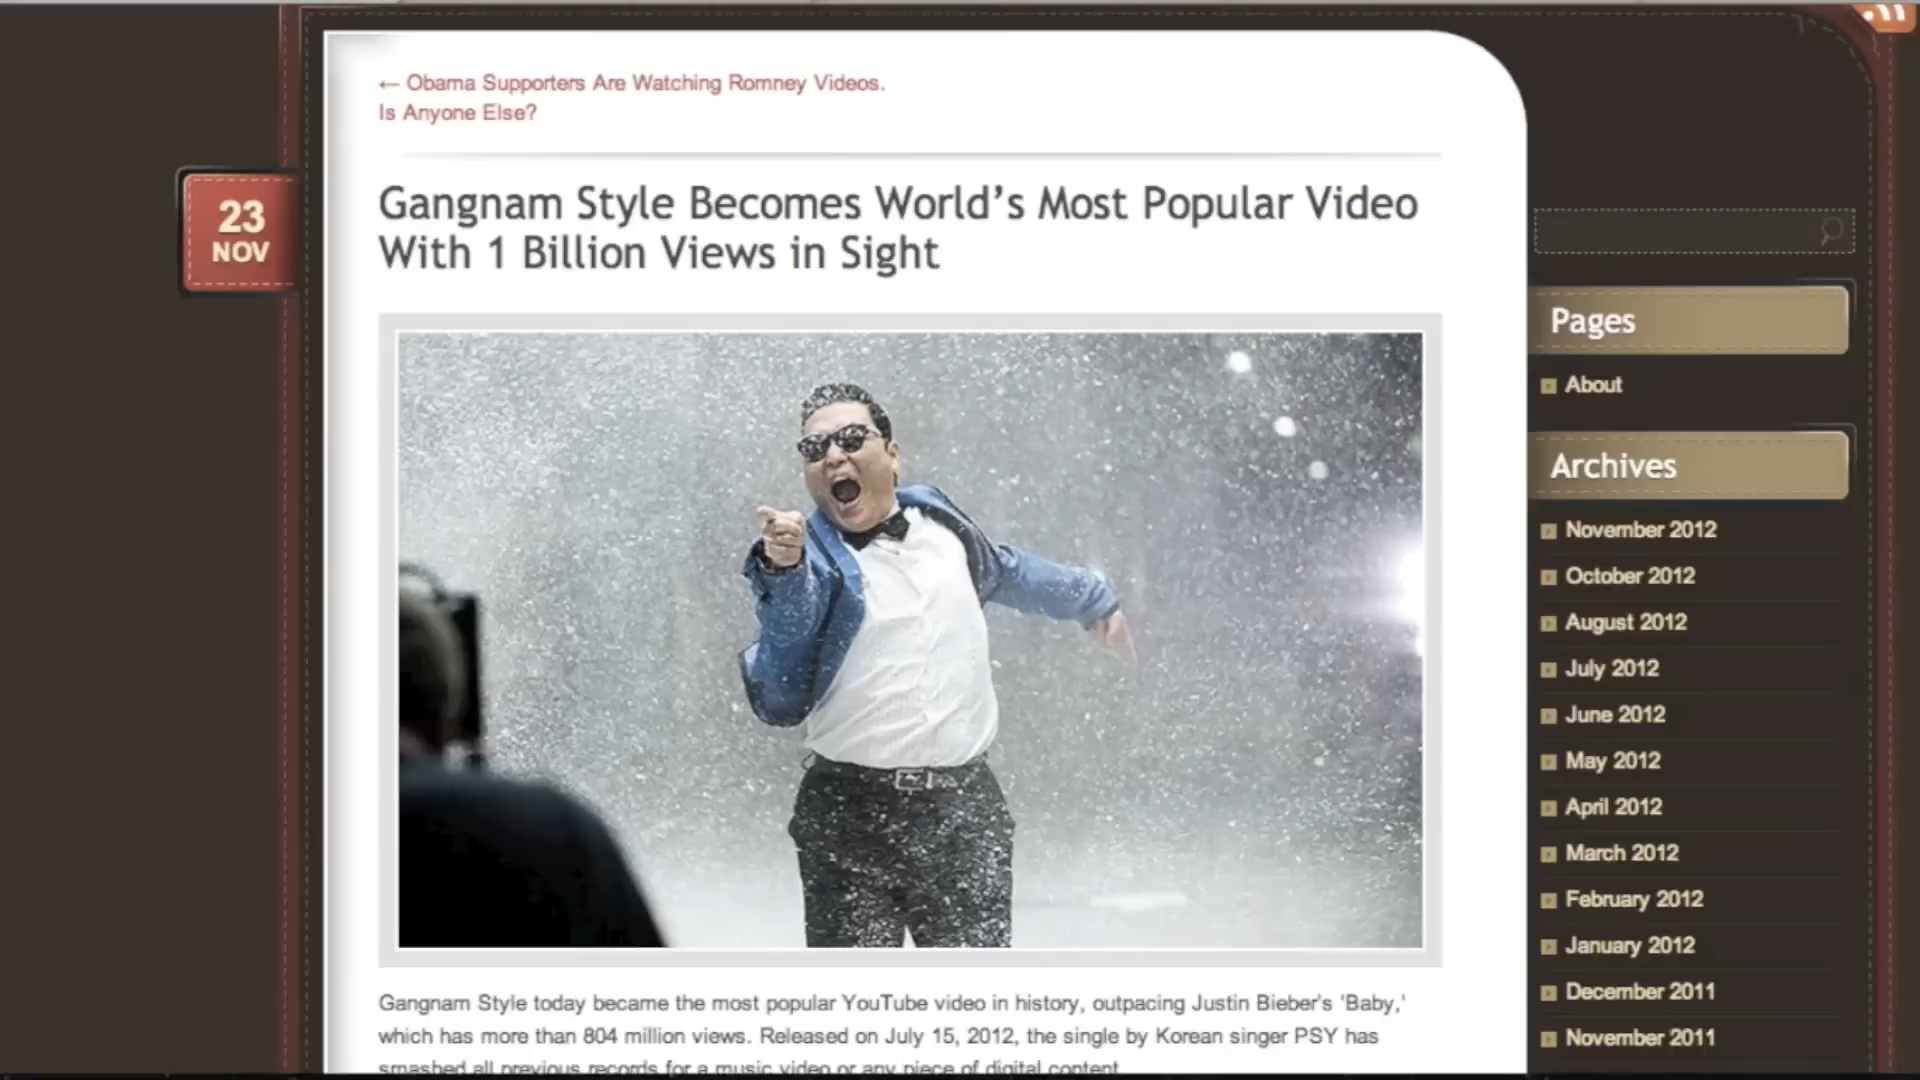 ← Obama Supporters Are Watching Romney Videos.
Is Anyone Else?
23
NOV
Gangnam Style Becomes World’s Most Popular Video
With 1 Billion Views in Sight
Gangnam Style today became the most popular YouTube video in history, outpacing Justin Bieber's 'Baby,'
which has more than 804 million views. Released on July 15, 2012, the single by Korean singer PSY has
smashed all previous records for a music video or any piece of digital content
Pages
About
Archives
November 2012
October 2012
August 2012
July 2012
June 2012
May 2012
April 2012
March 2012
February 2012
January 2012
December 2011
November 2011